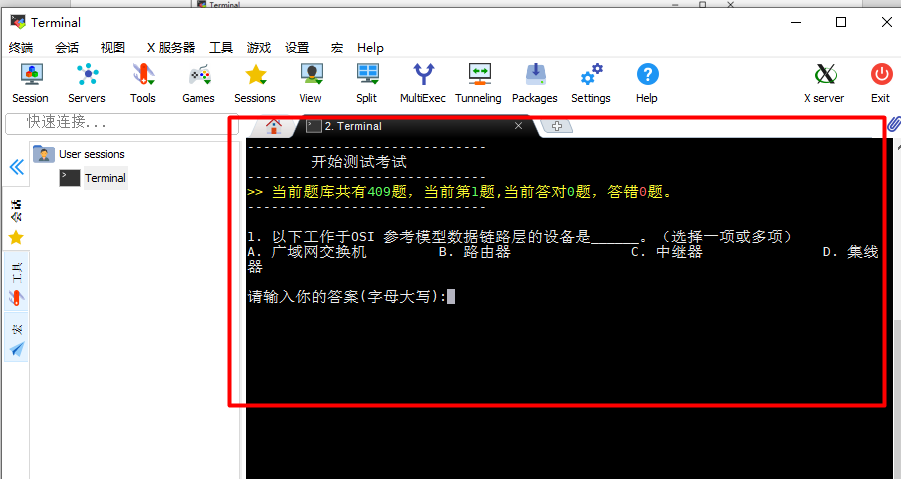 Terminal
Terminal
终端 会话 视图 X 服务器 工具 游戏 设置 宏 Help
Session Servers Tools Games Sessions View Split MultiExec Tunneling Packages Settings Help X server Exit
快速连接...
2. Terminal
User sessions
Terminal
会话
工具
宏
------------------------------
开始测试考试
------------------------------
>> 当前题库共有409题，当前第1题,当前答对0题，答错0题。
------------------------------
1. 以下工作于OSI 参考模型数据链路层的设备是______。（选择一项或多项）
A. 广域网交换机 B. 路由器 C. 中继器 D. 集线
器
请输入你的答案(字母大写):